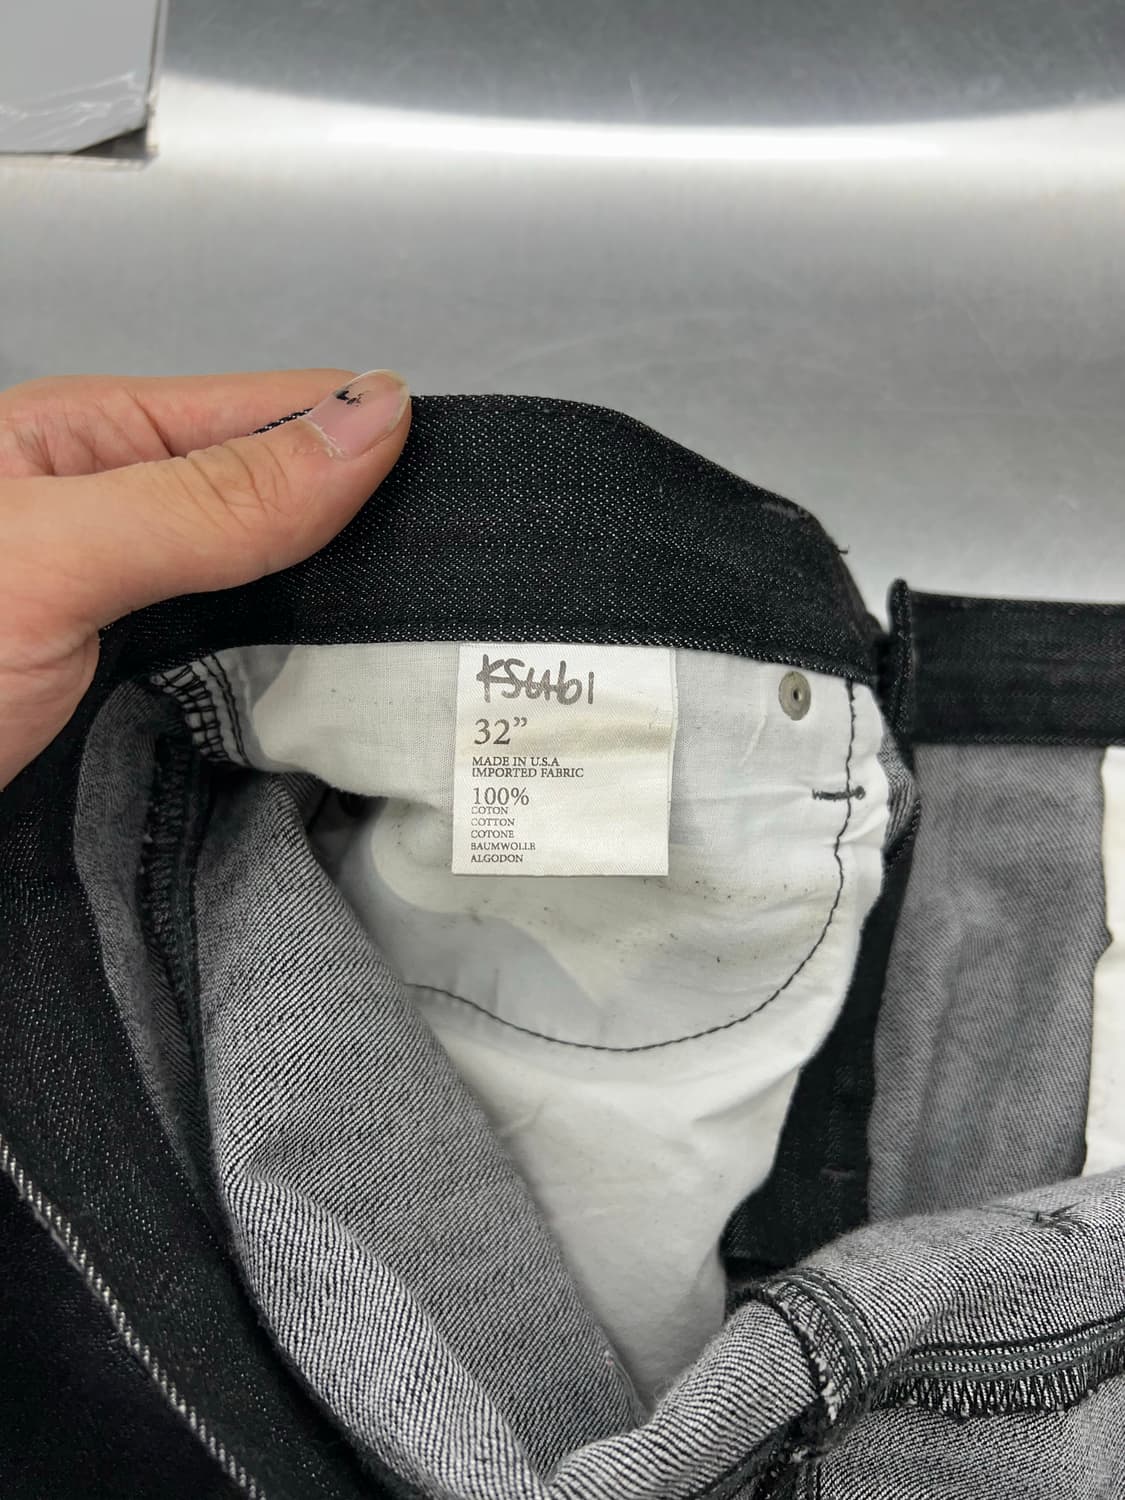 Ksubi
32”
MADE IN U.S.A
IMPORTED FABRIC
100%
COTON
COTTON
COTONE
BAUMWOLLE
ALGODON